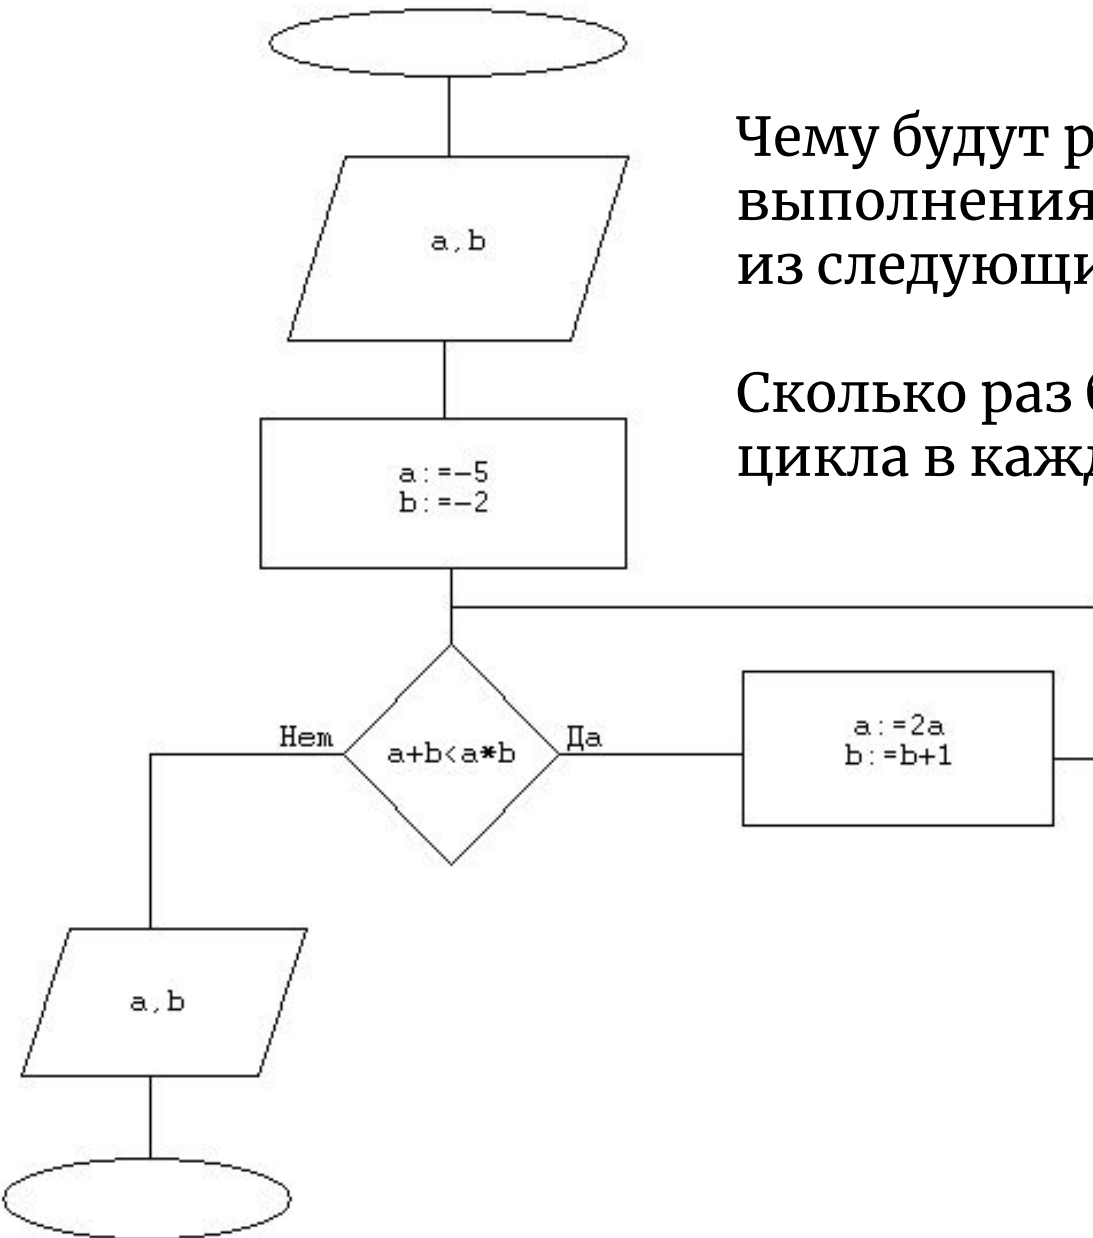 Чему будут р
выполнения
из следующи
Сколько раз
цикла в кажд
a,b
a:=-5
b:=-2
Нет
a+b<a*b
Да
a:=2a
b:=b+1
a,b